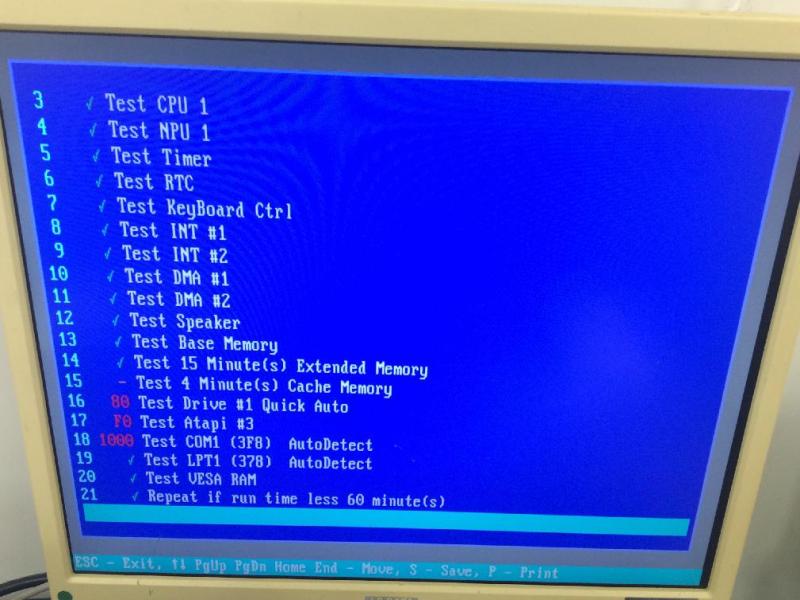 3 √ Test CPU 1
4 √ Test NPU 1
5 √ Test Timer
6 √ Test RTC
7 √ Test KeyBoard Ctrl
8 √ Test INT #1
9 √ Test INT #2
10 √ Test DMA #1
11 √ Test DMA #2
12 √ Test Speaker
13 √ Test Base Memory
14 √ Test 15 Minute(s) Extended Memory
15 - Test 4 Minute(s) Cache Memory
16 80 Test Drive #1 Quick Auto
17 F0 Test Atapi #3
18 1000 Test COM1 (3F8) AutoDetect
19 √ Test LPT1 (378) AutoDetect
20 √ Test VESA RAM
21 √ Repeat if run time less 60 minute(s)
ESC - Exit, ↑↓ PgUp PgDn Home End - Move, S - Save, P - Print